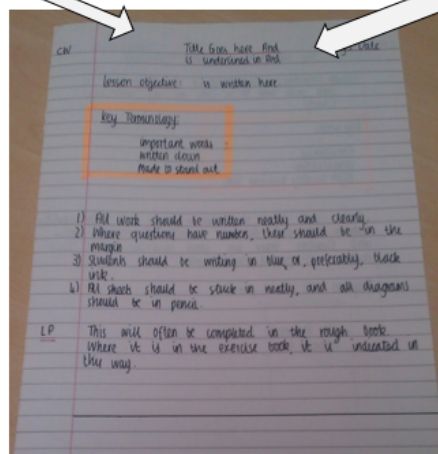 CW Title Goes here And Date
is underlined in Red
Lesson objective: is written here
Key Terminology:
important words
written down
Made to stand out
1) All work should be written neatly and clearly.
2) Where questions have numbers, these should be in the
margin
3) Students should be writing in blue or, preferably, black
ink.
4) All sheets should be stuck in neatly, and all diagrams
should be in pencil.
LP This will often be completed in the rough book.
Where it is in the exercise book, it is indicated in
this way.